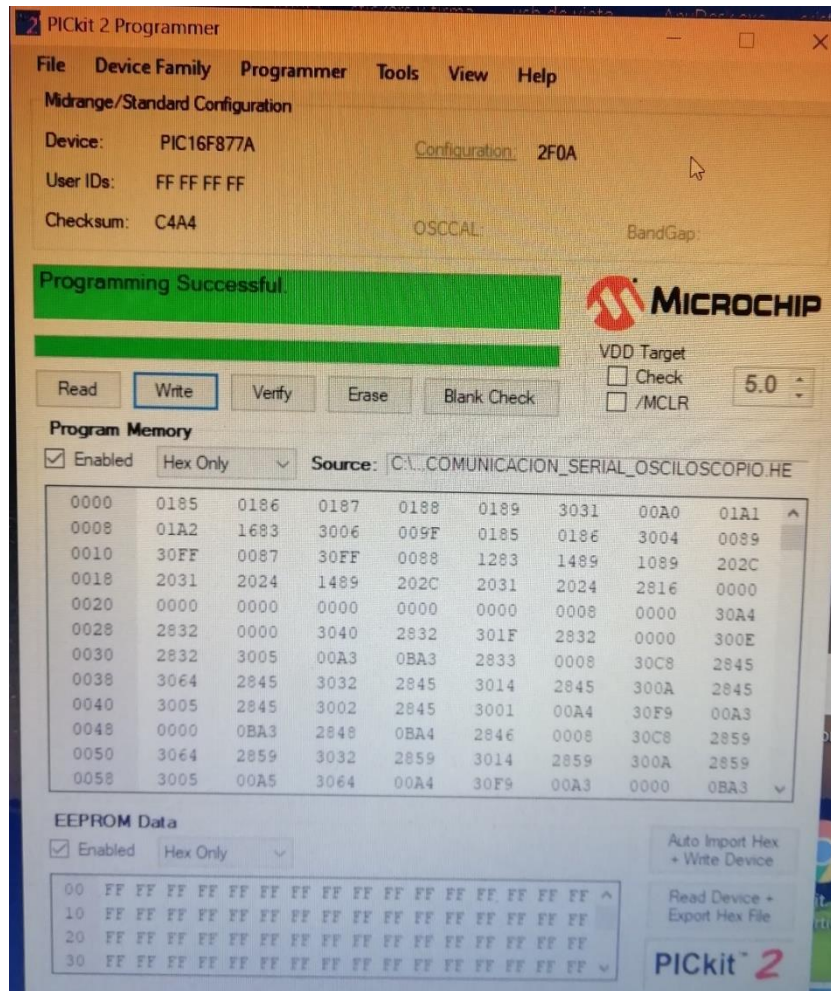 PICkit 2 Programmer
File Device Family Programmer Tools View Help
Midrange/Standard Configuration
Device: PIC16F877A Configuration: 2F0A
User IDs: FF FF FF FF
Checksum: C4A4 OSCCAL: BandGap:
Programming Successful.
MICROCHIP
VDD Target
Check
/MCLR
5.0
Read Write Verify Erase Blank Check
Program Memory
Enabled Hex Only Source: C:\...COMUNICACION_SERIAL_OSCILOSCOPIO.HE
0000 0185 0186 0187 0188 0189 3031 00A0 01A1
0008 01A2 1683 3006 009F 0185 0186 3004 0089
0010 30FF 0087 30FF 0088 1283 1489 1089 202C
0018 2031 2024 1489 202C 2031 2024 2816 0000
0020 0000 0000 0000 0000 0000 0008 0000 30A4
0028 2832 0000 3040 2832 301F 2832 0000 300E
0030 2832 3005 00A3 0BA3 2833 0008 30C8 2845
0038 3064 2845 3032 2845 3014 2845 300A 2845
0040 3005 2845 3002 2845 3001 00A4 30F9 00A3
0048 0000 0BA3 2848 0BA4 2846 0008 30C8 2859
0050 3064 2859 3032 2859 3014 2859 300A 2859
0058 3005 00A5 3064 00A4 30F9 00A3 0000 0BA3
EEPROM Data
Enabled Hex Only
Auto Import Hex
+ Write Device
Read Device +
Export Hex File
00 FF FF FF FF FF FF FF FF FF FF FF FF FF FF FF FF
10 FF FF FF FF FF FF FF FF FF FF FF FF FF FF FF FF
20 FF FF FF FF FF FF FF FF FF FF FF FF FF FF FF FF
30 FF FF FF FF FF FF FF FF FF FF FF FF FF FF FF FF
PICkit™ 2